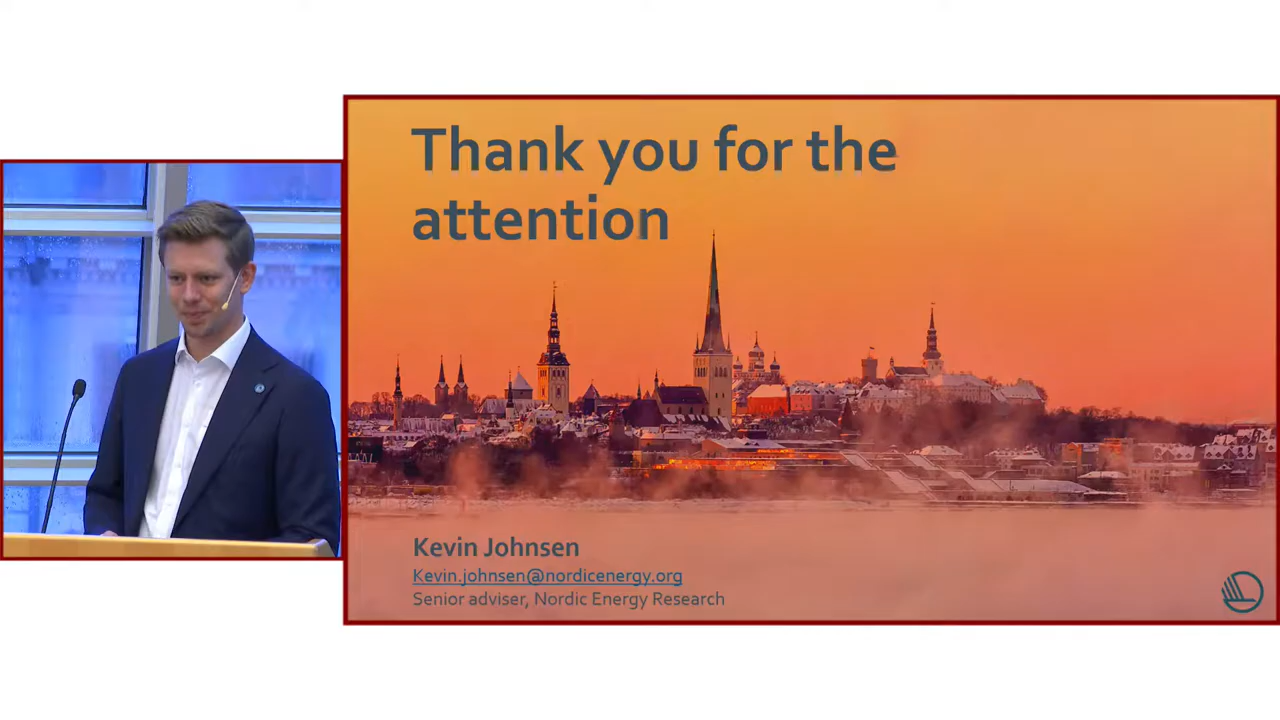 Thank you for the
attention
Kevin Johnsen
Kevin.johnsen@nordicenergy.org
Senior adviser, Nordic Energy Research